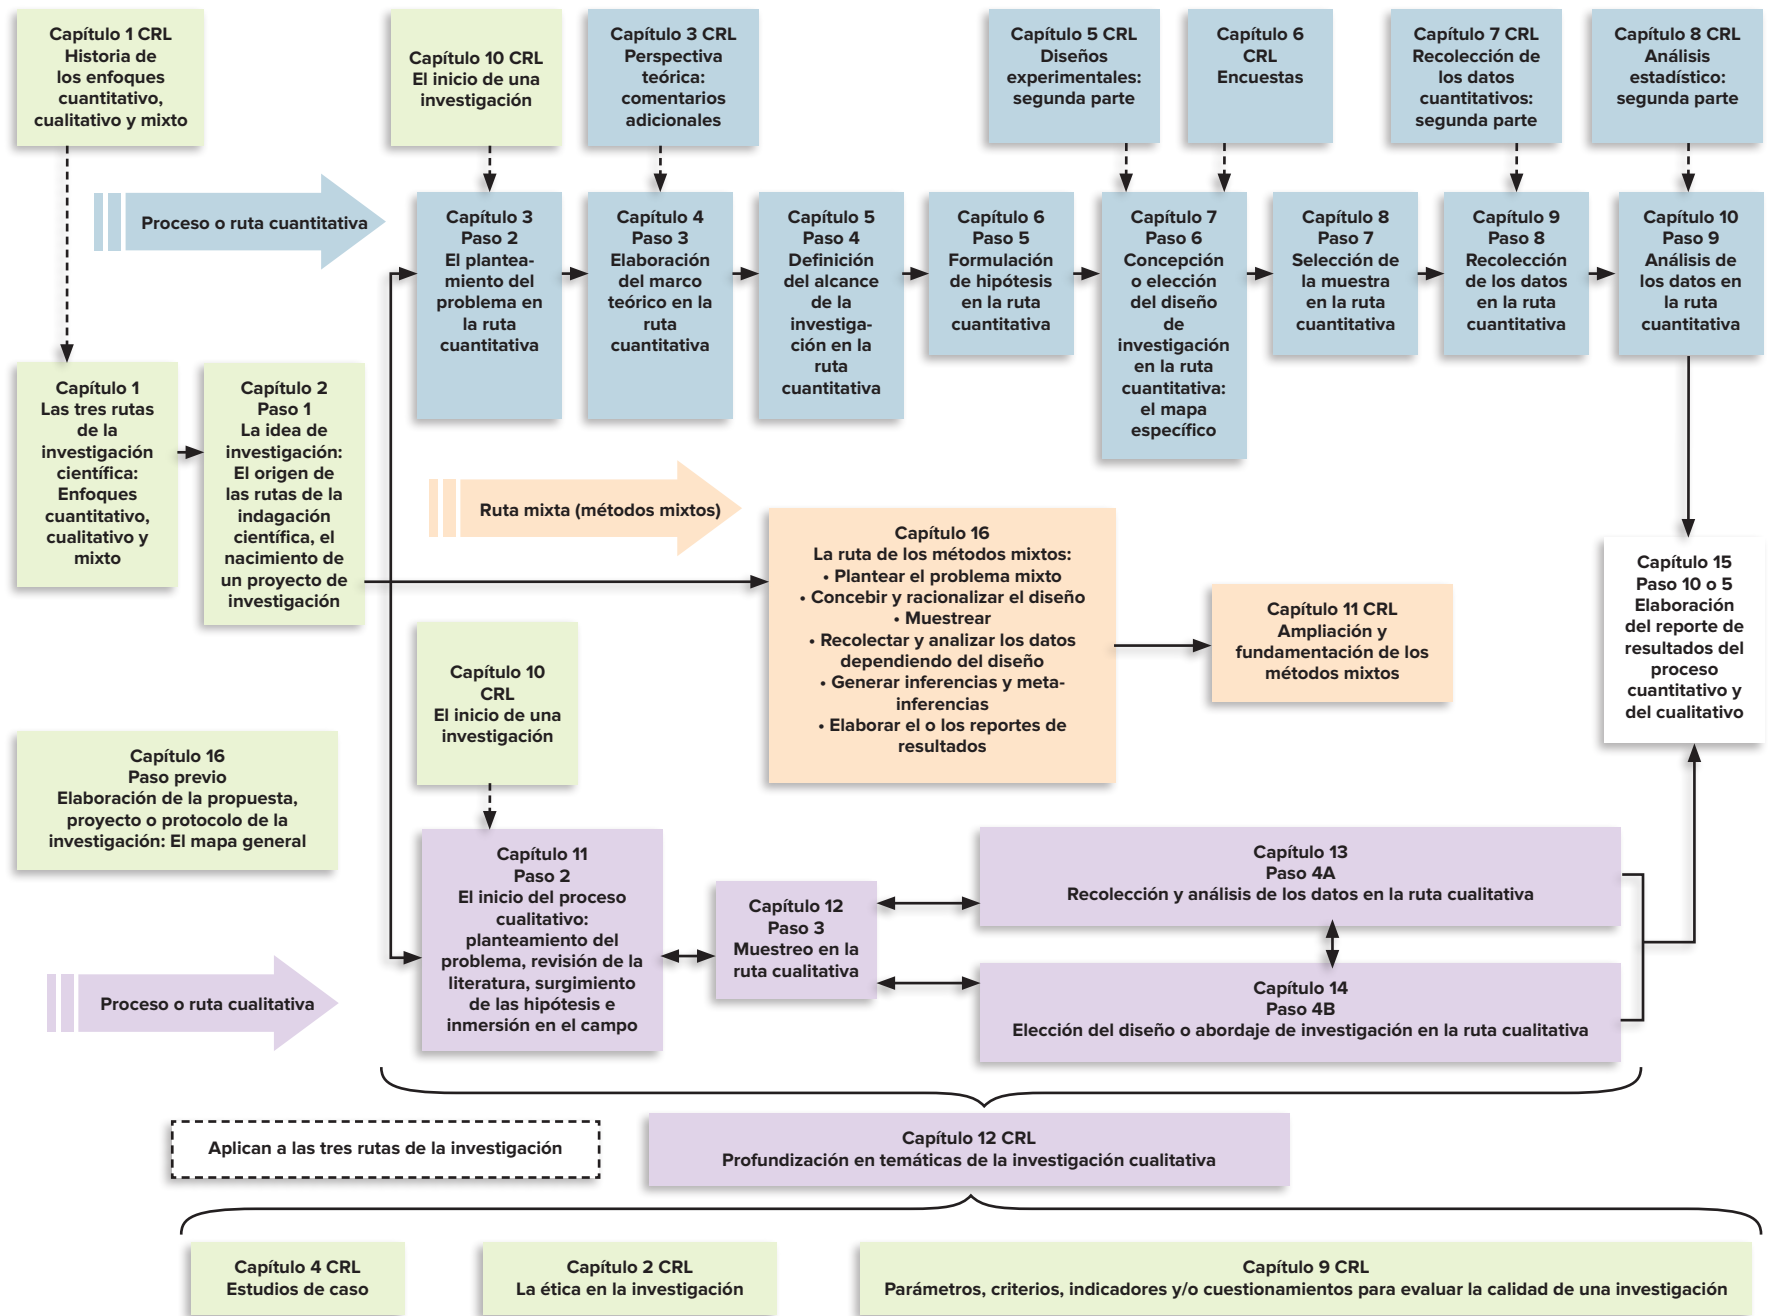 Capítulo 1 CRL
Historia de
los enfoques
cuantitativo,
cualitativo y mixto
Capítulo 10 CRL
El inicio de una
investigación
Capítulo 3 CRL
Perspectiva
teórica:
comentarios
adicionales
Capítulo 5 CRL
Diseños
experimentales:
segunda parte
Capítulo 6
CRL
Encuestas
Capítulo 7 CRL
Recolección de
los datos
cuantitativos:
segunda parte
Capítulo 8 CRL
Análisis
estadístico:
segunda parte
Proceso o ruta cuantitativa
Capítulo 3
Paso 2
El plantea-
miento del
problema en
la ruta
cuantitativa
Capítulo 4
Paso 3
Elaboración
del marco
teórico en la
ruta
cuantitativa
Capítulo 5
Paso 4
Definición
del alcance
de la
investiga-
ción en la
ruta
cuantitativa
Capítulo 6
Paso 5
Formulación
de hipótesis
en la ruta
cuantitativa
Capítulo 7
Paso 6
Concepción
o elección
del diseño
de
investigación
en la ruta
cuantitativa:
el mapa
específico
Capítulo 8
Paso 7
Selección de
la muestra
en la ruta
cuantitativa
Capítulo 9
Paso 8
Recolección
de los datos
en la ruta
cuantitativa
Capítulo 10
Paso 9
Análisis de
los datos en
la ruta
cuantitativa
Capítulo 1
Las tres rutas
de la
investigación
científica:
Enfoques
cuantitativo,
cualitativo y
mixto
Capítulo 2
Paso 1
La idea de
investigación:
El origen de
las rutas de la
indagación
científica, el
nacimiento de
un proyecto de
investigación
Ruta mixta (métodos mixtos)
Capítulo 16
La ruta de los métodos mixtos:
• Plantear el problema mixto
• Concebir y racionalizar el diseño
• Muestrear
• Recolectar y analizar los datos
dependiendo del diseño
• Generar inferencias y meta-
inferencias
• Elaborar el o los reportes de
resultados
Capítulo 11 CRL
Ampliación y
fundamentación de los
métodos mixtos
Capítulo 15
Paso 10 o 5
Elaboración
del reporte de
resultados del
proceso
cuantitativo y
del cualitativo
Capítulo 10
CRL
El inicio de una
investigación
Capítulo 16
Paso previo
Elaboración de la propuesta,
proyecto o protocolo de la
investigación: El mapa general
Proceso o ruta cualitativa
Capítulo 11
Paso 2
El inicio del proceso
cualitativo:
planteamiento del
problema, revisión de la
literatura, surgimiento
de las hipótesis e
inmersión en el campo
Capítulo 12
Paso 3
Muestreo en la
ruta cualitativa
Capítulo 13
Paso 4A
Recolección y análisis de los datos en la ruta cualitativa
Capítulo 14
Paso 4B
Elección del diseño o abordaje de investigación en la ruta cualitativa
Aplican a las tres rutas de la investigación
Capítulo 12 CRL
Profundización en temáticas de la investigación cualitativa
Capítulo 4 CRL
Estudios de caso
Capítulo 2 CRL
La ética en la investigación
Capítulo 9 CRL
Parámetros, criterios, indicadores y/o cuestionamientos para evaluar la calidad de una investigación